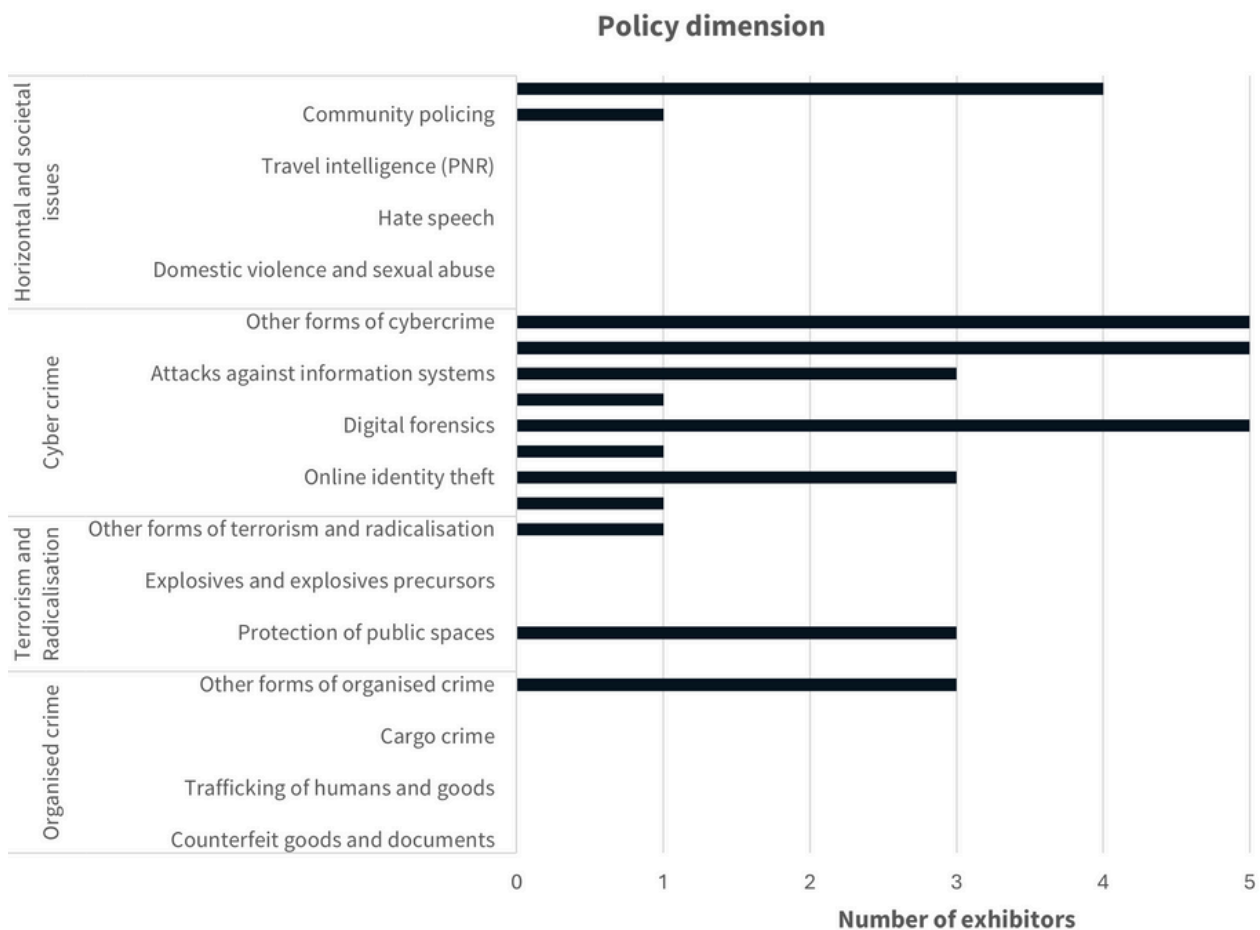 Policy dimension
Horizontal and societal
issues
Community policing
Travel intelligence (PNR)
Hate speech
Domestic violence and sexual abuse
Cyber crime
Other forms of cybercrime
Attacks against information systems
Digital forensics
Online identity theft
Terrorism and
Radicalisation
Other forms of terrorism and radicalisation
Explosives and explosives precursors
Protection of public spaces
Organised crime
Other forms of organised crime
Cargo crime
Trafficking of humans and goods
Counterfeit goods and documents
0 1 2 3 4 5
Number of exhibitors